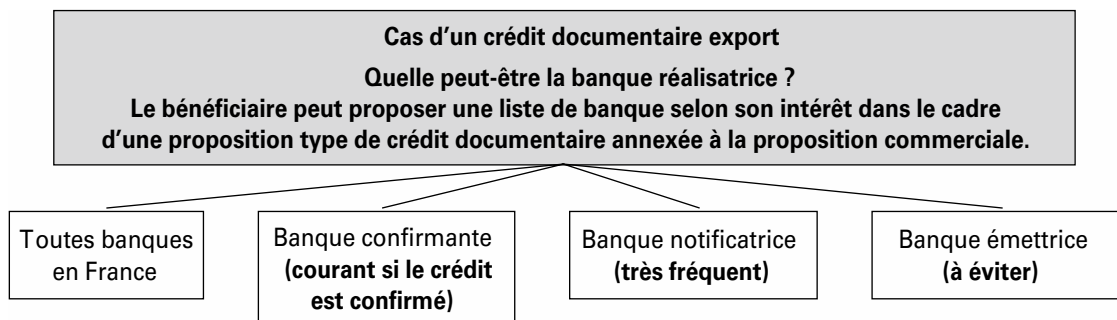 Cas d'un crédit documentaire export
Quelle peut-être la banque réalisatrice ?
Le bénéficiaire peut proposer une liste de banque selon son intérêt dans le cadre
d'une proposition type de crédit documentaire annexée à la proposition commerciale.
Toutes banques
en France
Banque confirmante
(courant si le crédit
est confirmé)
Banque notificatrice
(très fréquent)
Banque émettrice
(à éviter)